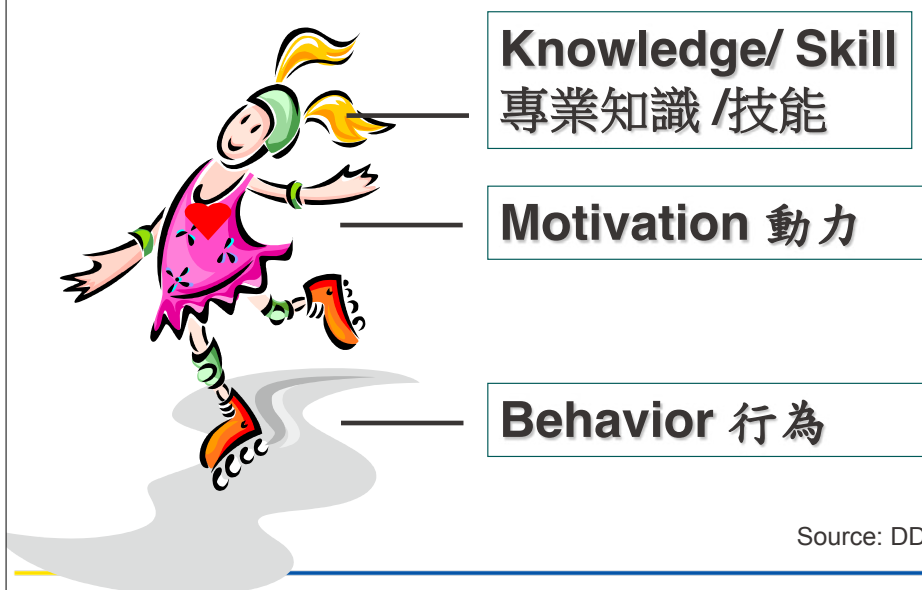 Knowledge/ Skill
專業知識 /技能
Motivation 動力
Behavior 行為
Source: DD